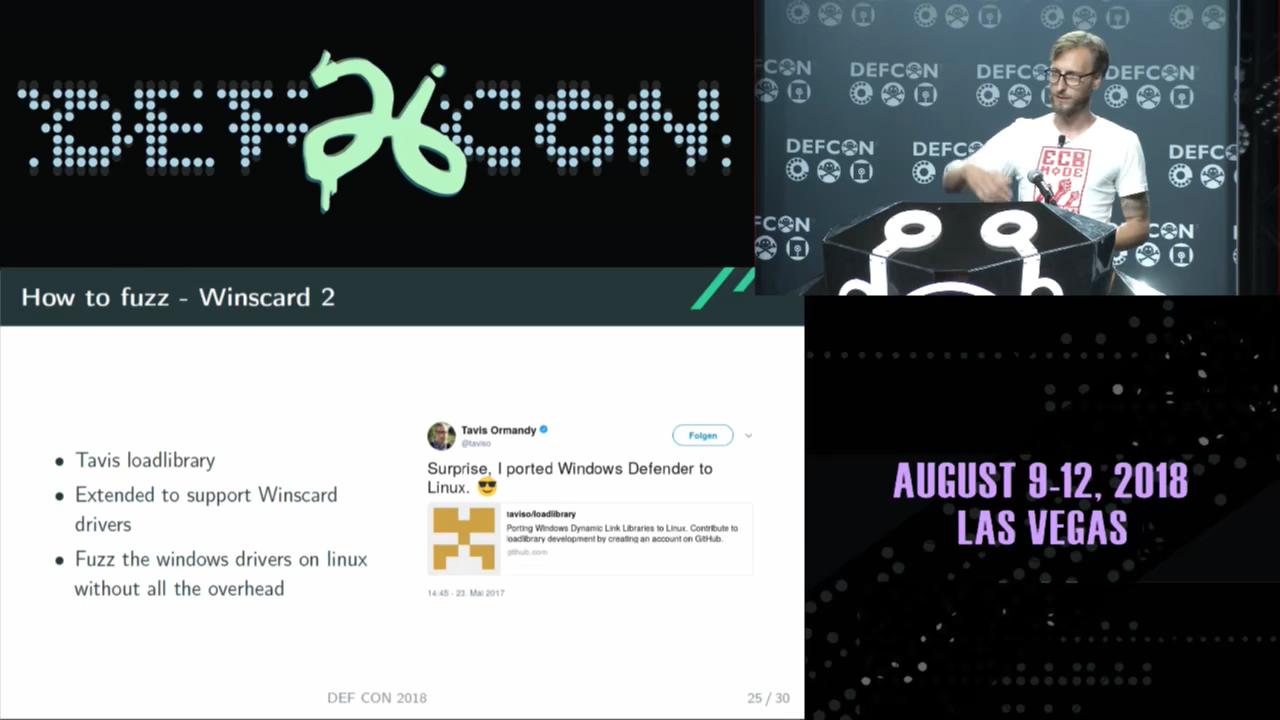 DEF 26 CON
DEFCON
DEFCON
DEFCON
DEFCON
DEFCON
ECB
MODE
How to fuzz - Winscard 2
• Tavis loadlibrary
• Extended to support Winscard
drivers
• Fuzz the windows drivers on linux
without all the overhead
Tavis Ormandy
@taviso
Folgen
Surprise, I ported Windows Defender to
Linux. 😎
taviso/loadlibrary
Porting Windows Dynamic Link Libraries to Linux. Contribute to
loadlibrary development by creating an account on GitHub.
github.com
14:45 - 23. Mai 2017
DEF CON 2018
25 / 30
AUGUST 9-12, 2018
LAS VEGAS